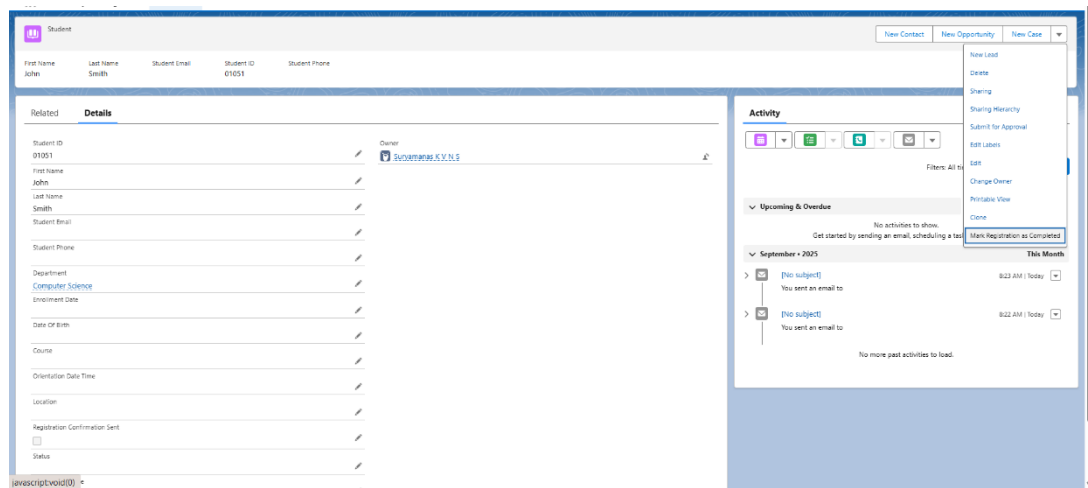 Student
New Contact New Opportunity New Case
First Name Last Name Student Email Student ID Student Phone
John Smith 01051
New Lead
Delete
Sharing
Sharing Hierarchy
Submit for Approval
Edit Labels
Edit
Change Owner
Printable View
Clone
Mark Registration as Completed
Related Details
Student ID
01051
First Name
John
Last Name
Smith
Student Email
Student Phone
Department
Computer Science
Enrolment Date
Date Of Birth
Course
Orientation Date Time
Location
Registration Confirmation Sent
Status
javascript:void(0)
Owner
Suryamanas K V N S
Activity
Filters: All
Upcoming & Overdue
No activities to show.
Get started by sending an email, scheduling a
September • 2025 This Month
[No subject] 8:23 AM | Today
You sent an email to
[No subject] 8:22 AM | Today
You sent an email to
No more past activities to load.